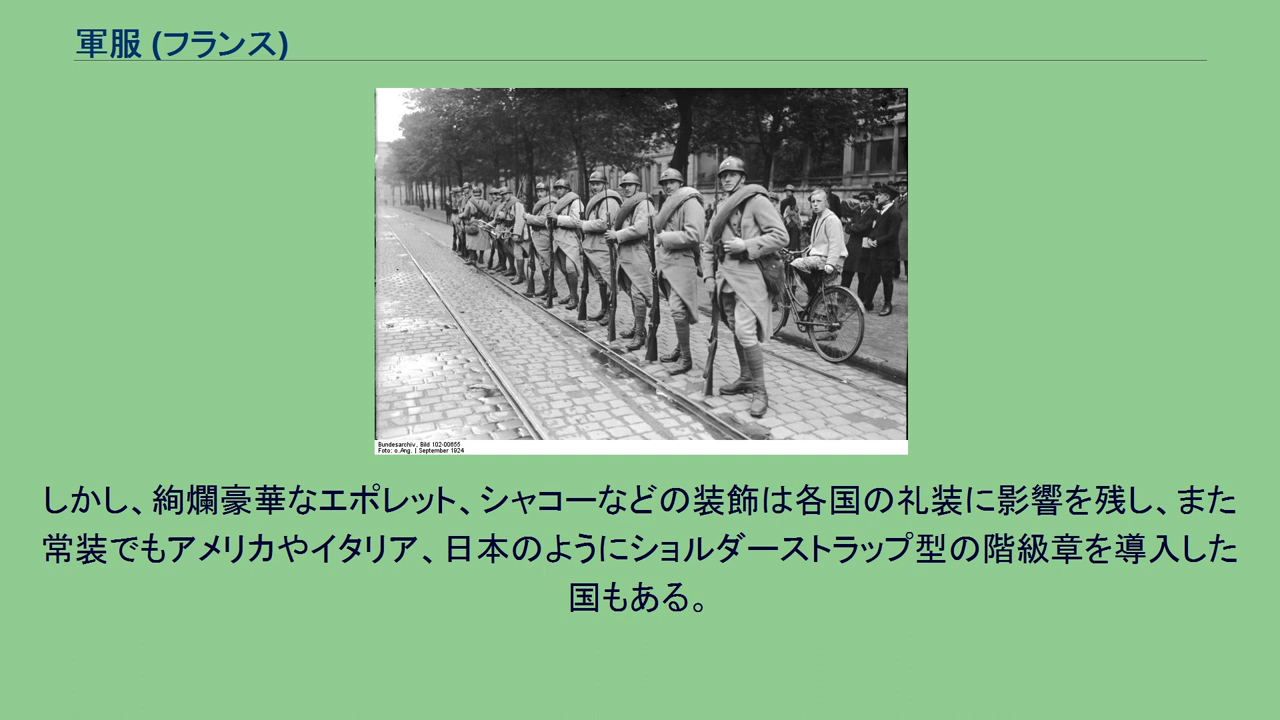 軍服 (フランス)
Bundesarchiv, Bild 102-00655
Foto: o.Ang. | September 1924
しかし、絢爛豪華なエポレット、シャコーなどの装飾は各国の礼装に影響を残し、また
常装でもアメリカやイタリア、日本のようにショルダーストラップ型の階級章を導入した
国もある。